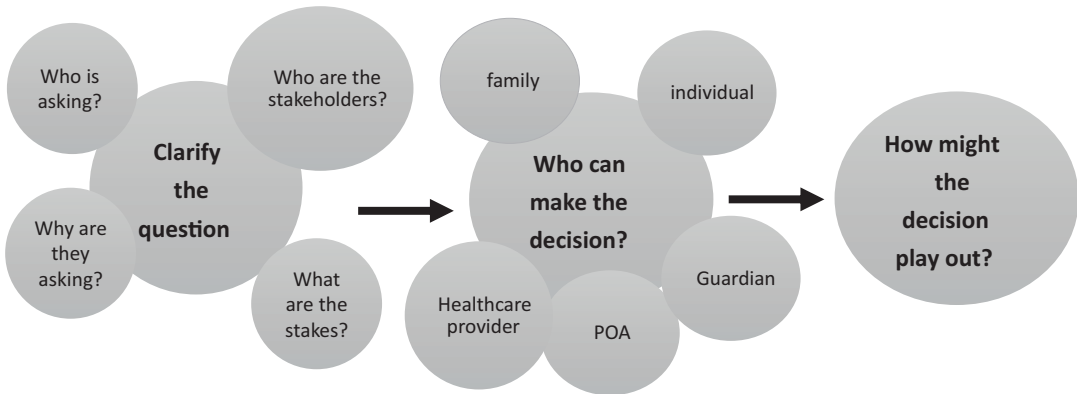 Who is
asking?
Who are the
stakeholders?
Clarify
the
question
Why are
they
asking?
What
are the
stakes?
family
individual
Who can
make the
decision?
Healthcare
provider
POA
Guardian
How might
the
decision
play out?